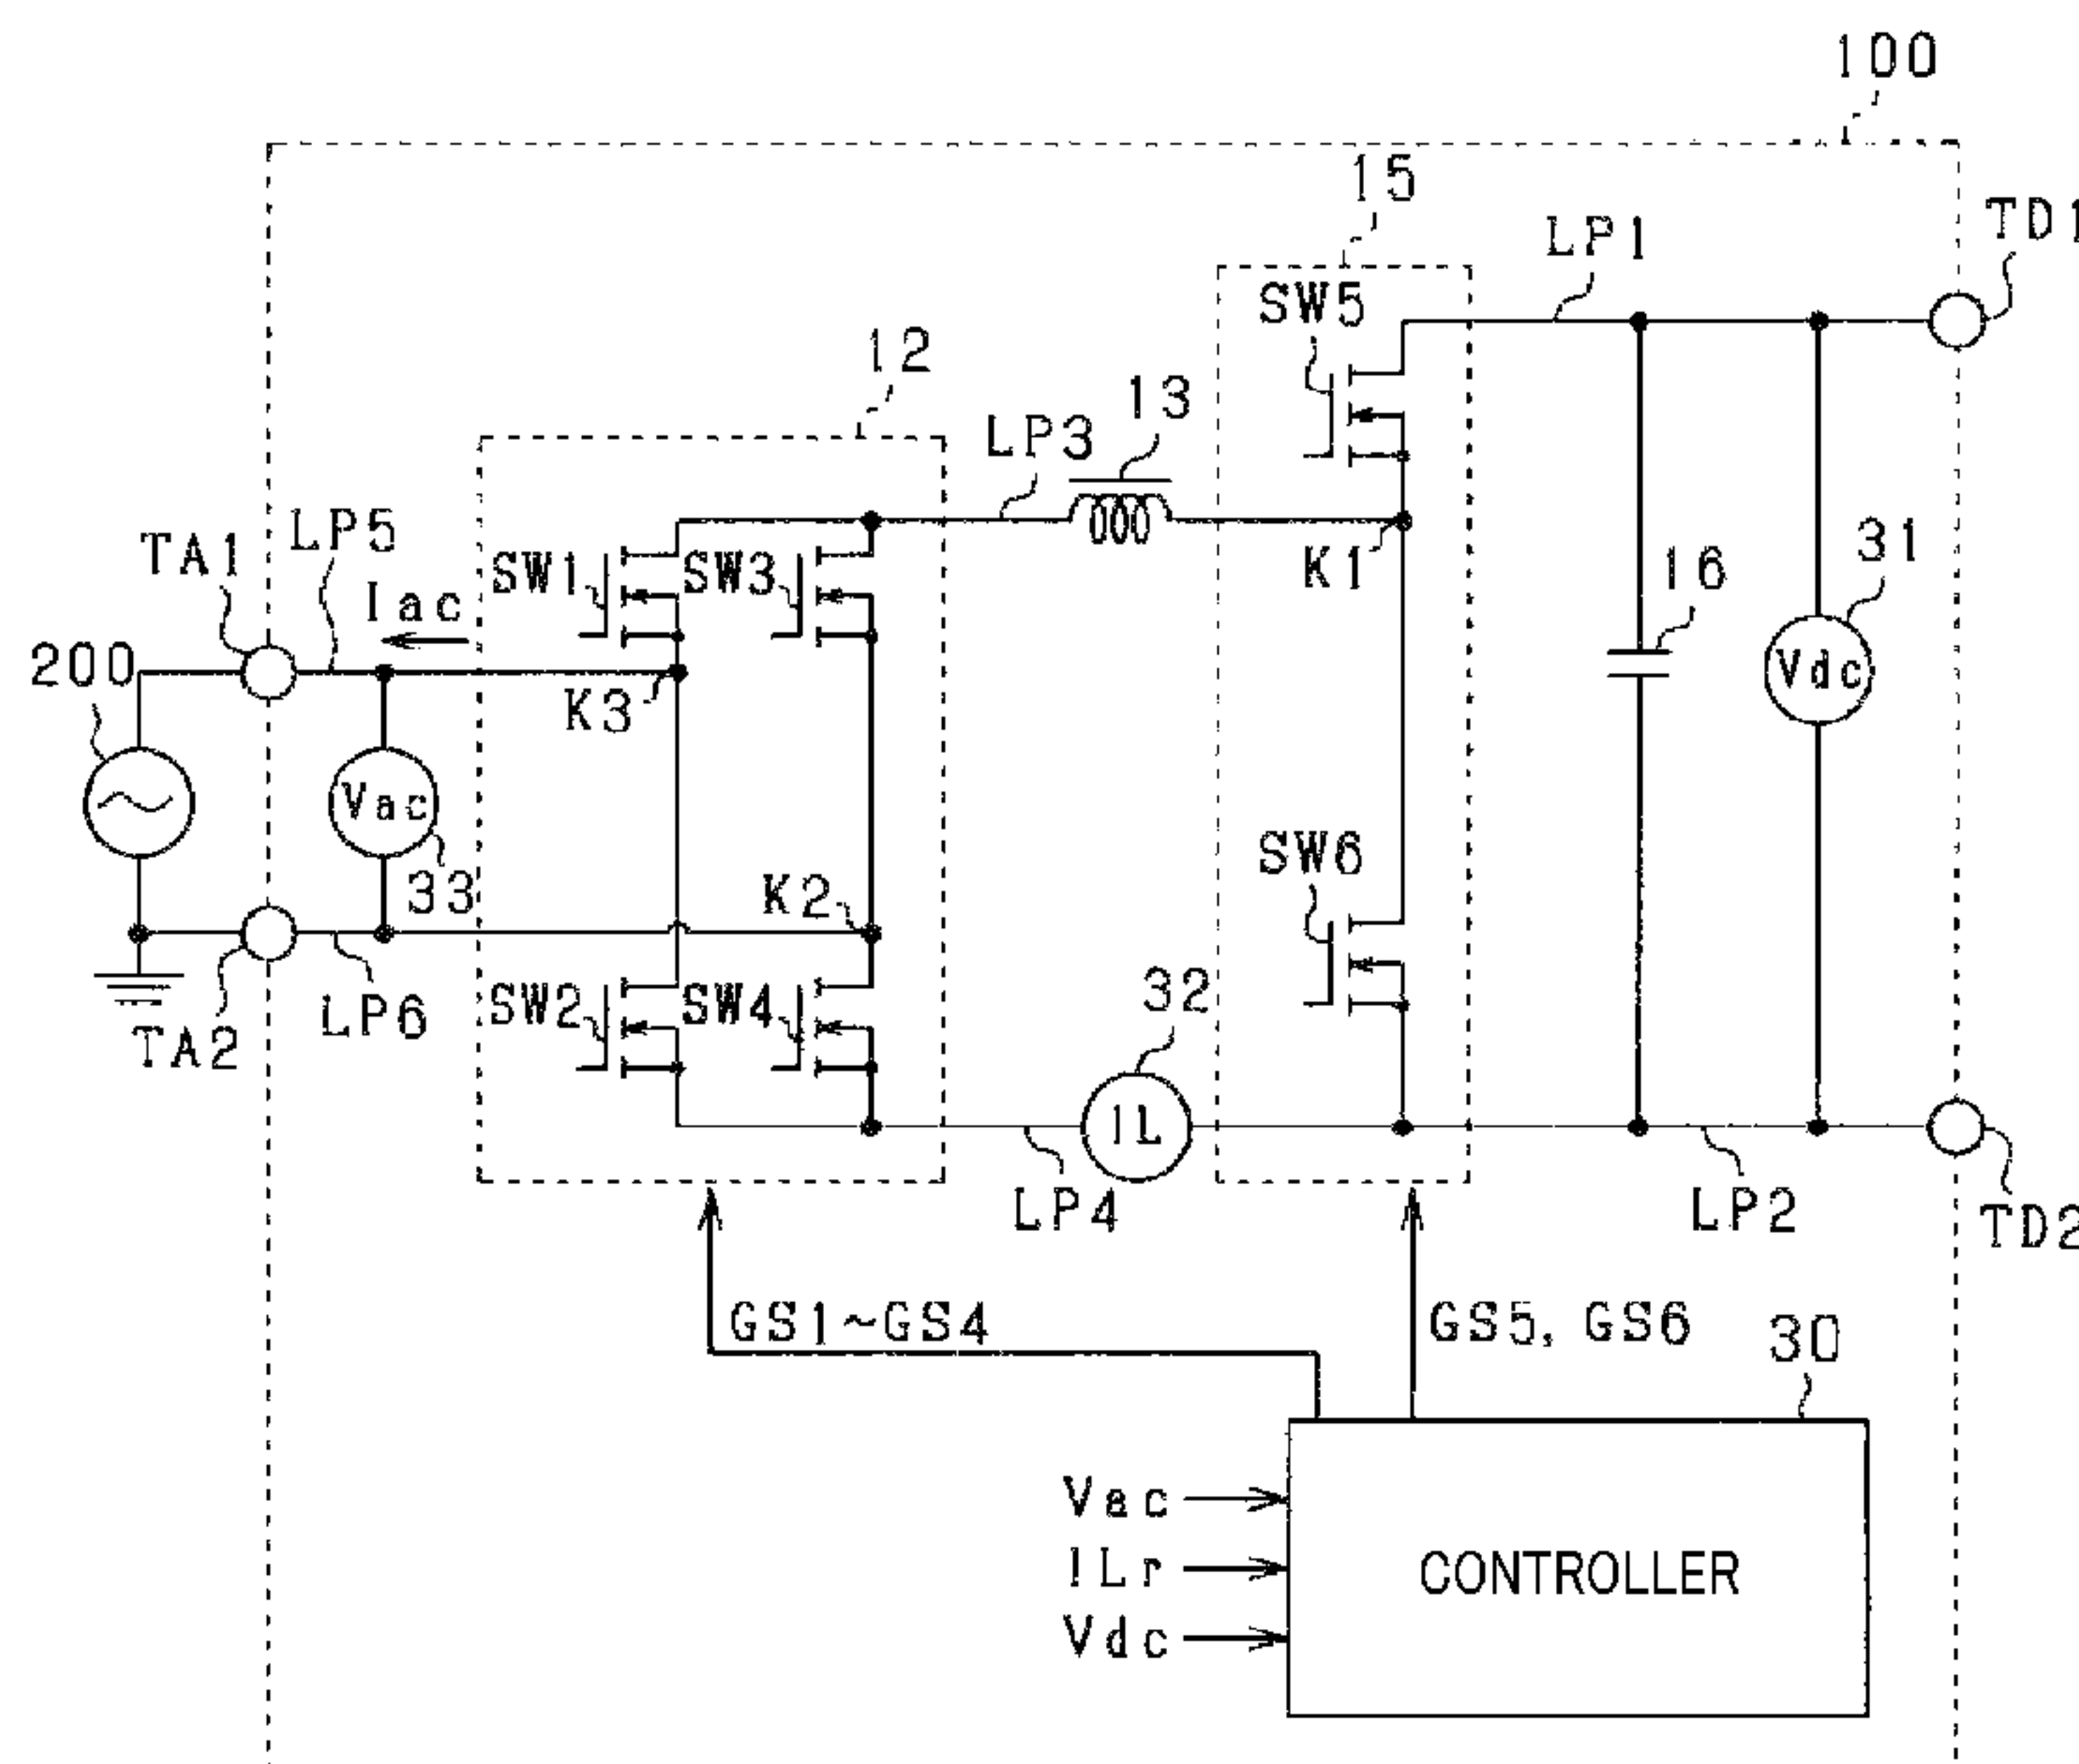 100
15
TD1
LP1
SW5
12
13
LP3
LP5
TA1
Iac
SW1
SW3
K1
16
31
200
K3
Vdc
Vac
33
K2
SW6
32
SW2
SW4
LP6
TA2
IL
LP4
LP2
TD2
GS1~GS4
GS5, GS6
30
Vac
ILr
Vdc
CONTROLLER